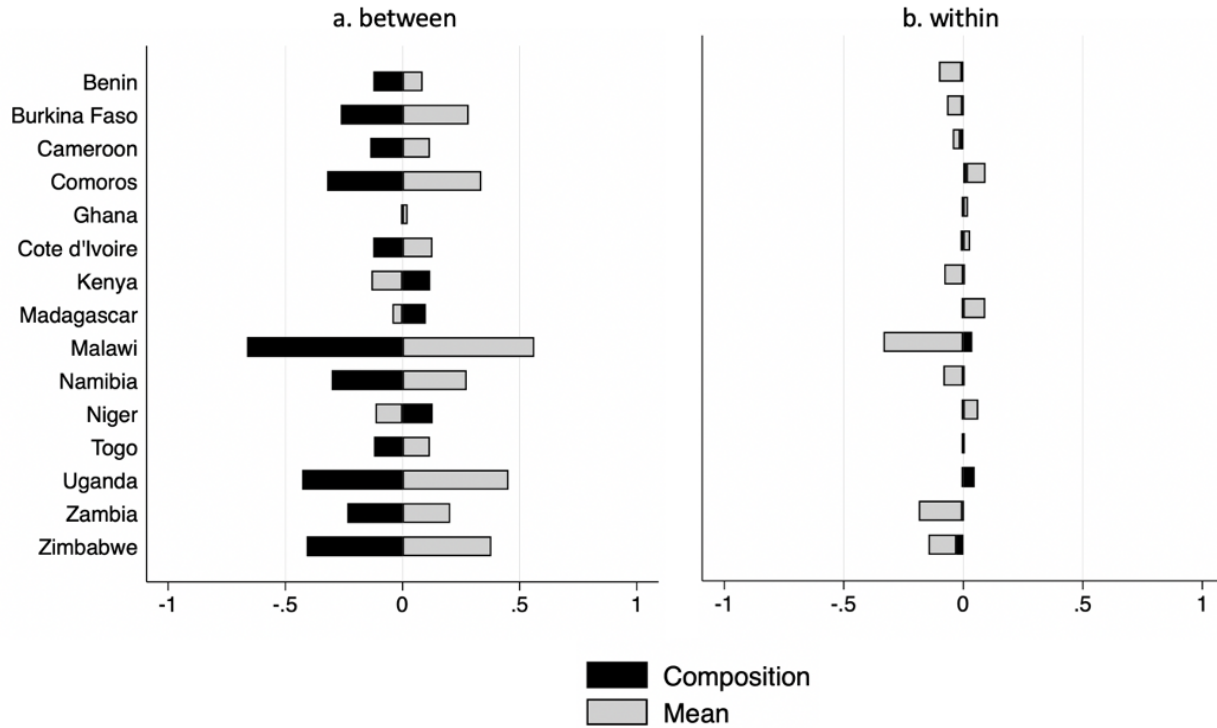 a. between
b. within
Benin
Burkina Faso
Cameroon
Comoros
Ghana
Cote d'Ivoire
Kenya
Madagascar
Malawi
Namibia
Niger
Togo
Uganda
Zambia
Zimbabwe
-1 -.5 0 .5 1
-1 -.5 0 .5 1
Composition
Mean